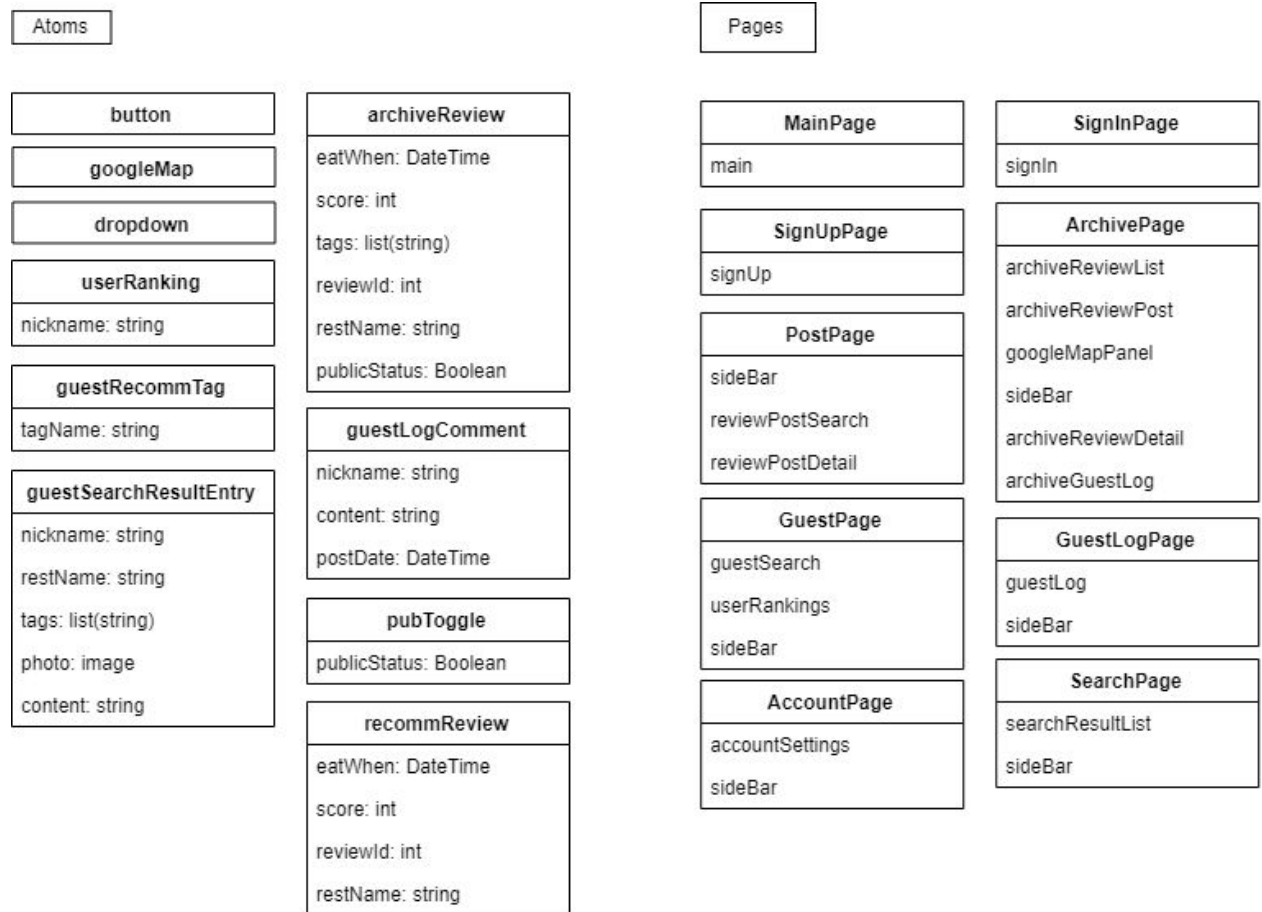 Atoms
button
googleMap
dropdown
userRanking
nickname: string
guestRecommTag
tagName: string
guestSearchResultEntry
nickname: string
restName: string
tags: list(string)
photo: image
content: string
archiveReview
eatWhen: DateTime
score: int
tags: list(string)
reviewId: int
restName: string
publicStatus: Boolean
guestLogComment
nickname: string
content: string
postDate: DateTime
pubToggle
publicStatus: Boolean
recommReview
eatWhen: DateTime
score: int
reviewId: int
restName: string
Pages
MainPage
main
SignUpPage
signUp
PostPage
sideBar
reviewPostSearch
reviewPostDetail
GuestPage
guestSearch
userRankings
sideBar
AccountPage
accountSettings
sideBar
SignInPage
signIn
ArchivePage
archiveReviewList
archiveReviewPost
googleMapPanel
sideBar
archiveReviewDetail
archiveGuestLog
GuestLogPage
guestLog
sideBar
SearchPage
searchResultList
sideBar